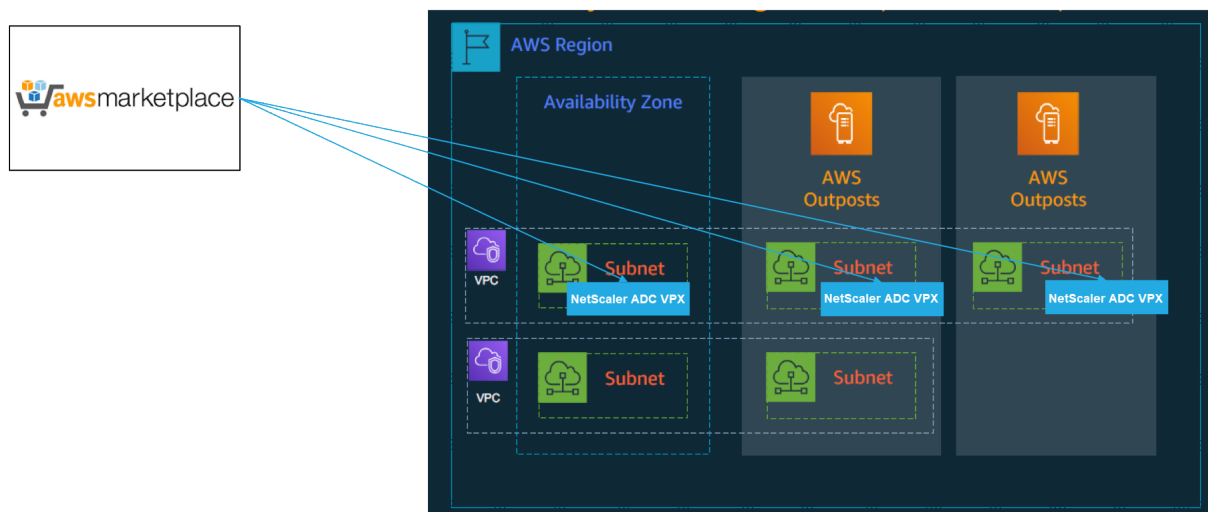 awsmarketplace
AWS Region
Availability Zone
AWS
Outposts
AWS
Outposts
VPC
Subnet
NetScaler ADC VPX
Subnet
NetScaler ADC VPX
Subnet
NetScaler ADC VPX
VPC
Subnet
Subnet